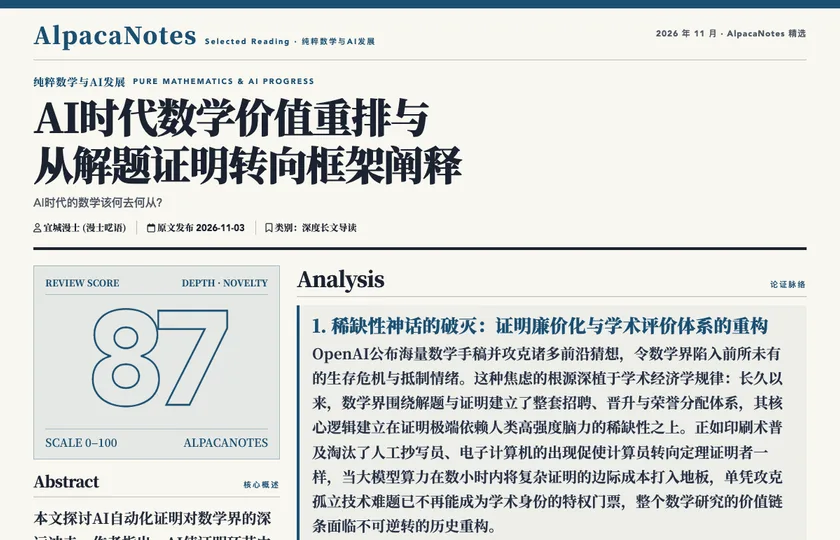 AlpacaNotes Selected Reading · 纯粹数学与AI发展
2026 年 11 月 · AlpacaNotes 精选
纯粹数学与AI发展 PURE MATHEMATICS & AI PROGRESS
AI时代数学价值重排与
从解题证明转向框架阐释
AI时代的数学该何去何从?
宜城漫士 (漫士呓语) 原文发布 2026-11-03 类别: 深度长文导读
REVIEW SCORE DEPTH · NOVELTY
87
SCALE 0–100 ALPACANOTES
Abstract 核心概述
本文探讨AI自动化证明对数学界的深
Analysis 论证脉络
1. 稀缺性神话的破灭：证明廉价化与学术评价体系的重构
OpenAI公布海量数学手稿并攻克诸多前沿猜想，令数学界陷入前所未有
的生存危机与抵制情绪。这种焦虑的根源深植于学术经济学规律：长久以
来，数学界围绕解题与证明建立了整套招聘、晋升与荣誉分配体系，其核
心逻辑建立在证明极端依赖人类高强度脑力的稀缺性之上。正如印刷术普
及淘汰了人工抄写员、电子计算机的出现促使计算员转向定理证明者一
样，当大模型算力在数小时内将复杂证明的边际成本打入地板，单凭攻克
孤立技术难题已不再能成为学术身份的特权门票，整个数学研究的价值链
条面临不可逆转的历史重构。